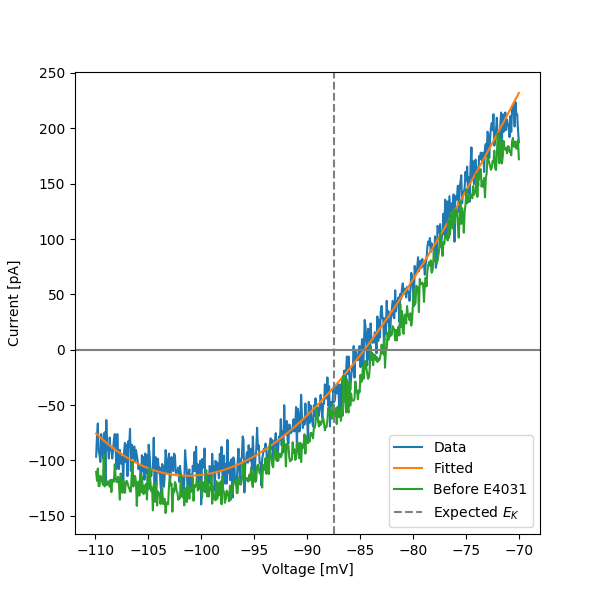 250
200
150
100
50
0
−50
−100
−150
Current [pA]
Data
Fitted
Before E4031
Expected E_K
−110 −105 −100 −95 −90 −85 −80 −75 −70
Voltage [mV]